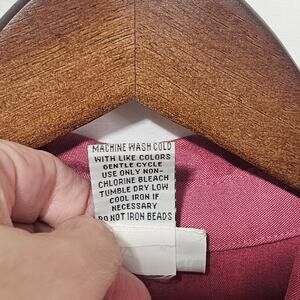 MACHINE WASH COLD
WITH LIKE COLORS
GENTLE CYCLE
USE ONLY NON-
CHLORINE BLEACH
TUMBLE DRY LOW
COOL IRON IF
NECESSARY
DO NOT IRON BEADS